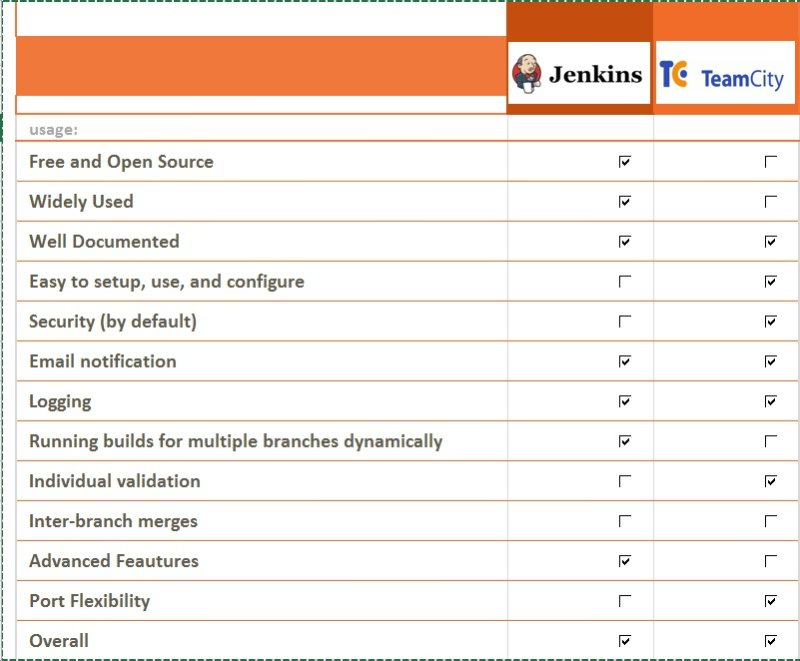 Jenkins
TC TeamCity
usage:
Free and Open Source
Widely Used
Well Documented
Easy to setup, use, and configure
Security (by default)
Email notification
Logging
Running builds for multiple branches dynamically
Individual validation
Inter-branch merges
Advanced Feautures
Port Flexibility
Overall